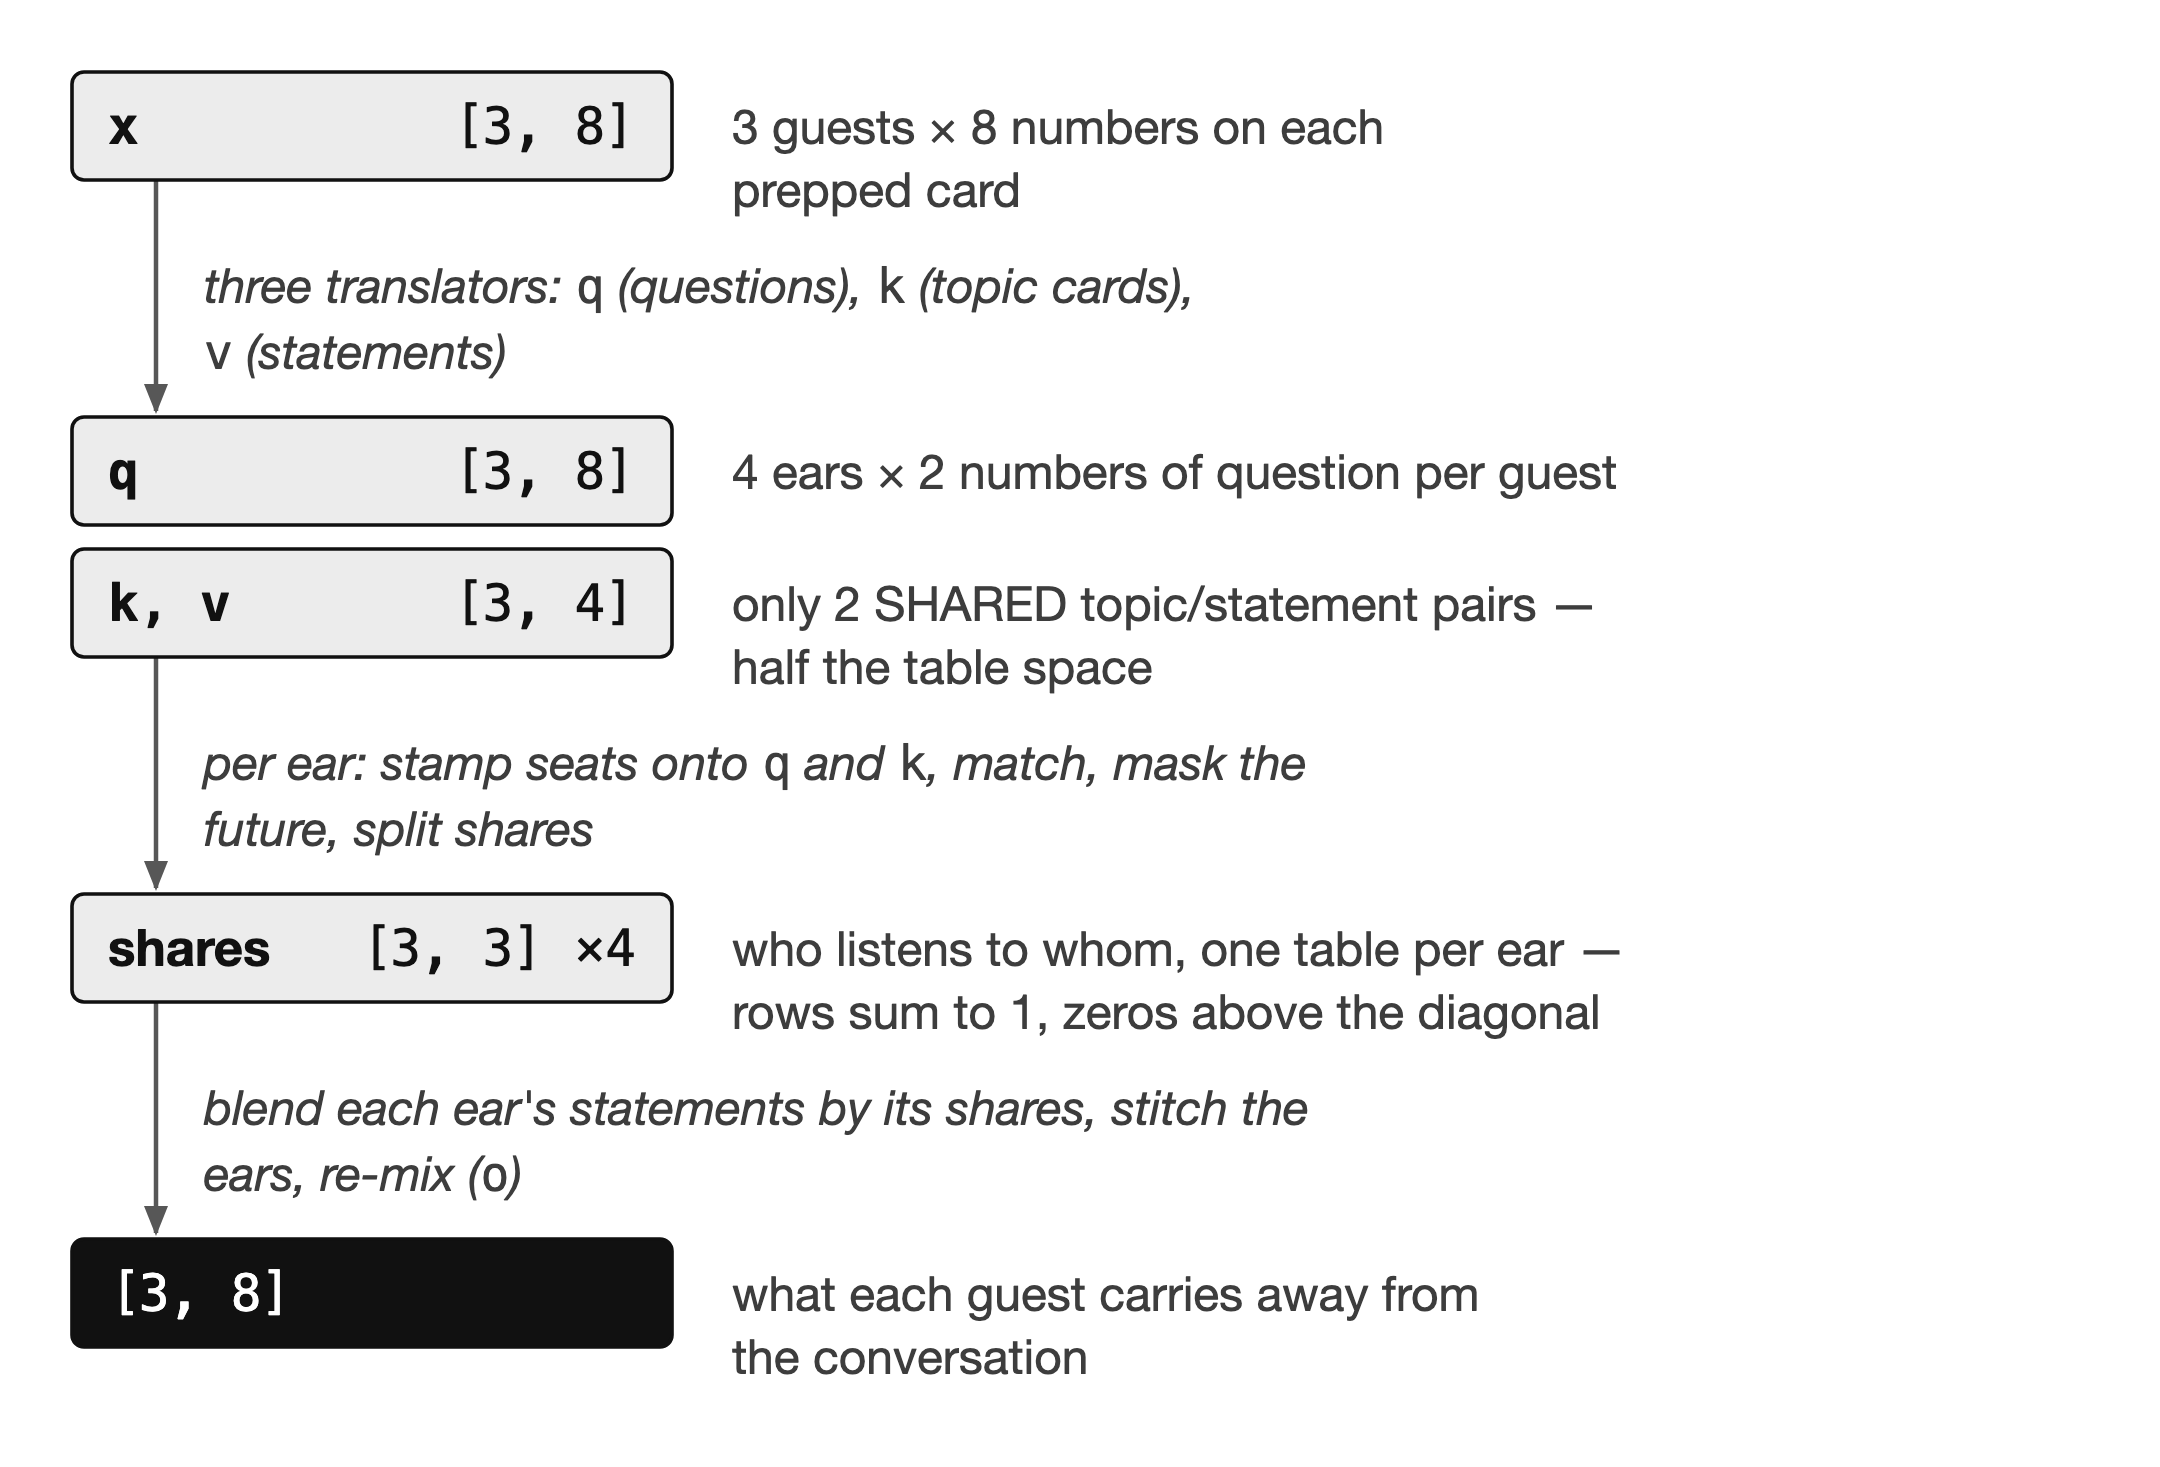 x [3, 8]
3 guests × 8 numbers on each
prepped card
three translators: q (questions), k (topic cards),
v (statements)
q [3, 8]
4 ears × 2 numbers of question per guest
k, v [3, 4]
only 2 SHARED topic/statement pairs —
half the table space
per ear: stamp seats onto q and k, match, mask the
future, split shares
shares [3, 3] ×4
who listens to whom, one table per ear —
rows sum to 1, zeros above the diagonal
blend each ear's statements by its shares, stitch the
ears, re-mix (o)
[3, 8]
what each guest carries away from
the conversation